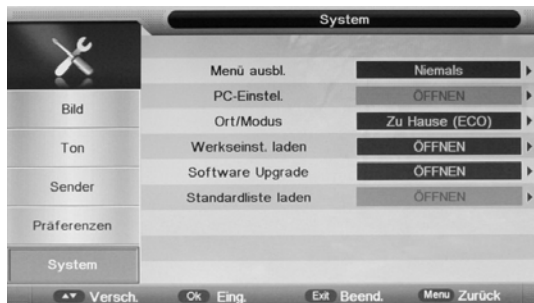 System
Menü ausbl. Niemals
PC-Einstel. ÖFFNEN
Ort/Modus Zu Hause (ECO)
Werkseinst. laden ÖFFNEN
Software Upgrade ÖFFNEN
Standardliste laden ÖFFNEN
Bild
Ton
Sender
Präferenzen
System
Versch. Ok Eing. Exit Beend. Menu Zurück